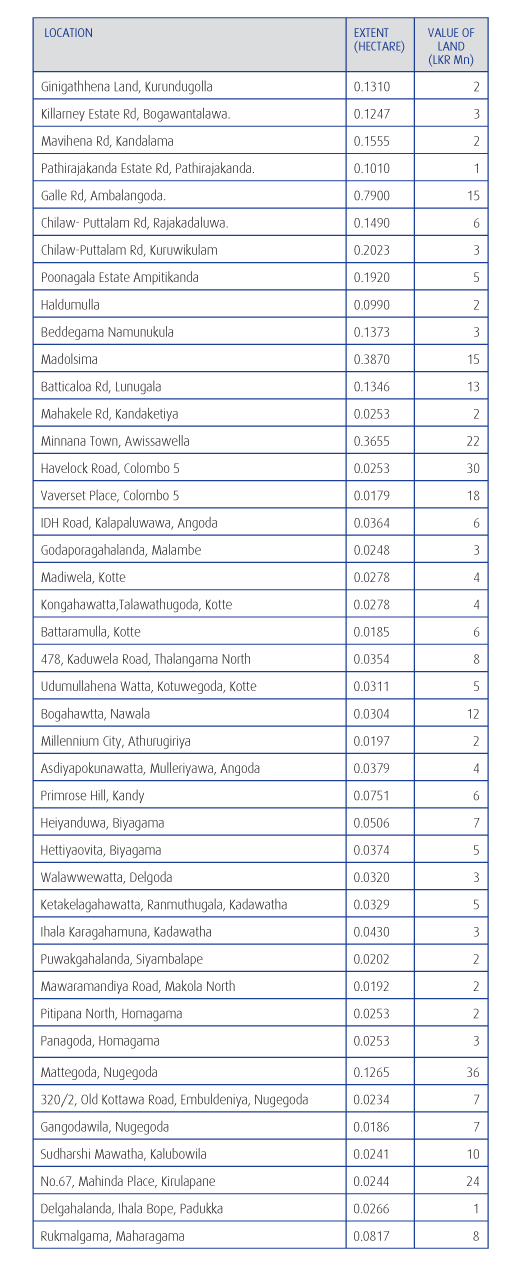 LOCATION EXTENT (HECTARE) VALUE OF LAND (LKR Mn)
Ginigathhena Land, Kurundugolla 0.1310 2
Killarney Estate Rd, Bogawantalawa. 0.1247 3
Mavihena Rd, Kandalama 0.1555 2
Pathirajakanda Estate Rd, Pathirajakanda. 0.1010 1
Galle Rd, Ambalangoda. 0.7900 15
Chilaw- Puttalam Rd, Rajakadaluwa. 0.1490 6
Chilaw-Puttalam Rd, Kuruwikulam 0.2023 3
Poonagala Estate Ampitikanda 0.1920 5
Haldumulla 0.0990 2
Beddegama Namunukula 0.1373 3
Madolsima 0.3870 15
Batticaloa Rd, Lunugala 0.1346 13
Mahakele Rd, Kandaketiya 0.0253 2
Minnana Town, Awissawella 0.3655 22
Havelock Road, Colombo 5 0.0253 30
Vaverset Place, Colombo 5 0.0179 18
IDH Road, Kalapaluwawa, Angoda 0.0364 6
Godaporagahalanda, Malambe 0.0248 3
Madiwela, Kotte 0.0278 4
Kongahawatta,Talawathugoda, Kotte 0.0278 4
Battaramulla, Kotte 0.0185 6
478, Kaduwela Road, Thalangama North 0.0354 8
Udumullahena Watta, Kotuwegoda, Kotte 0.0311 5
Bogahawtta, Nawala 0.0304 12
Millennium City, Athurugiriya 0.0197 2
Asdiyapokunawatta, Mulleriyawa, Angoda 0.0379 4
Primrose Hill, Kandy 0.0751 6
Heiyanduwa, Biyagama 0.0506 7
Hettiyaovita, Biyagama 0.0374 5
Walawwewatta, Delgoda 0.0320 3
Ketakelagahawatta, Ranmuthugala, Kadawatha 0.0329 5
Ihala Karagahamuna, Kadawatha 0.0430 3
Puwakgahalanda, Siyambalape 0.0202 2
Mawaramandiya Road, Makola North 0.0192 2
Pitipana North, Homagama 0.0253 2
Panagoda, Homagama 0.0253 3
Mattegoda, Nugegoda 0.1265 36
320/2, Old Kottawa Road, Embuldeniya, Nugegoda 0.0234 7
Gangodawila, Nugegoda 0.0186 7
Sudharshi Mawatha, Kalubowila 0.0241 10
No.67, Mahinda Place, Kirulapane 0.0244 24
Delgahalanda, Ihala Bope, Padukka 0.0266 1
Rukmalgama, Maharagama 0.0817 8